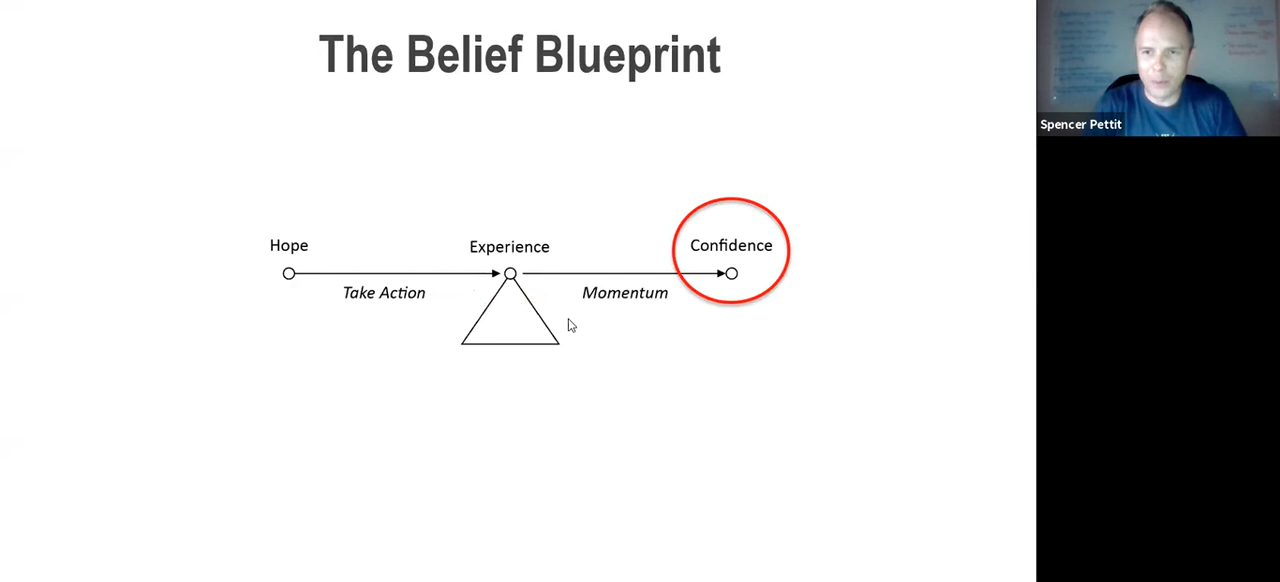 The Belief Blueprint
Hope
Experience
Confidence
Take Action
Momentum
Spencer Pettit